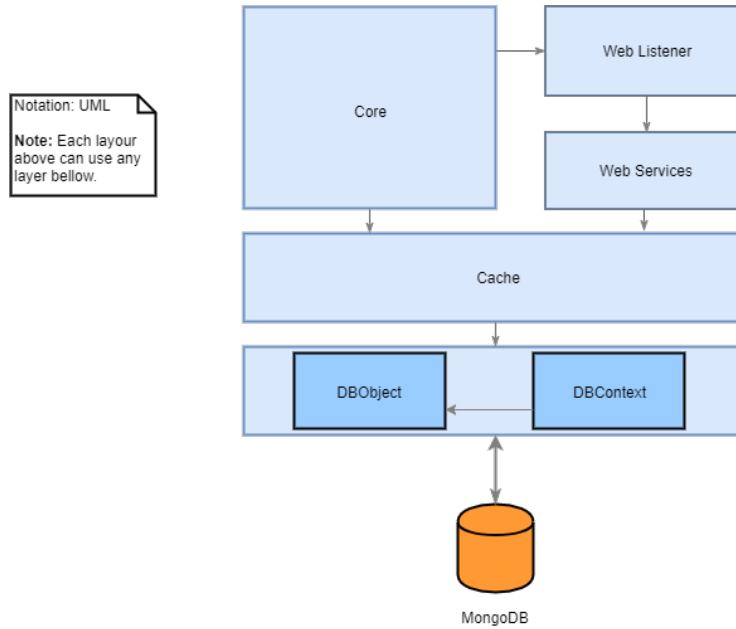 Core
Web Listener
Notation: UML
Note: Each layour
above can use any
layer bellow.
Web Services
Cache
DBObject
DBContext
MongoDB